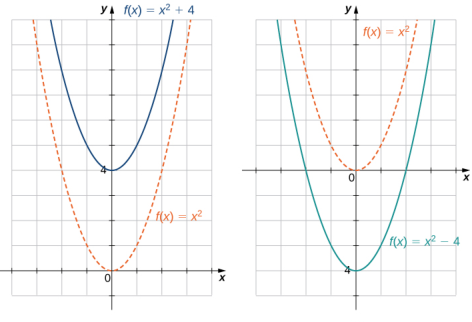 y
f(x) = x² + 4
4
f(x) = x²
0
x
y
f(x) = x²
x
0
f(x) = x² − 4
4